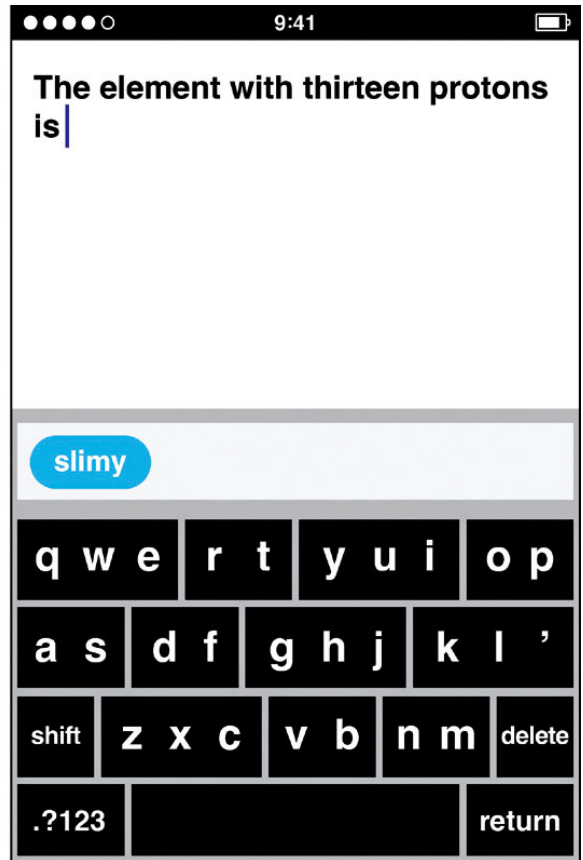 9:41
The element with thirteen protons
is
slimy
q w e r t y u i o p
a s d f g h j k l ’
shift z x c v b n m delete
.?123 return